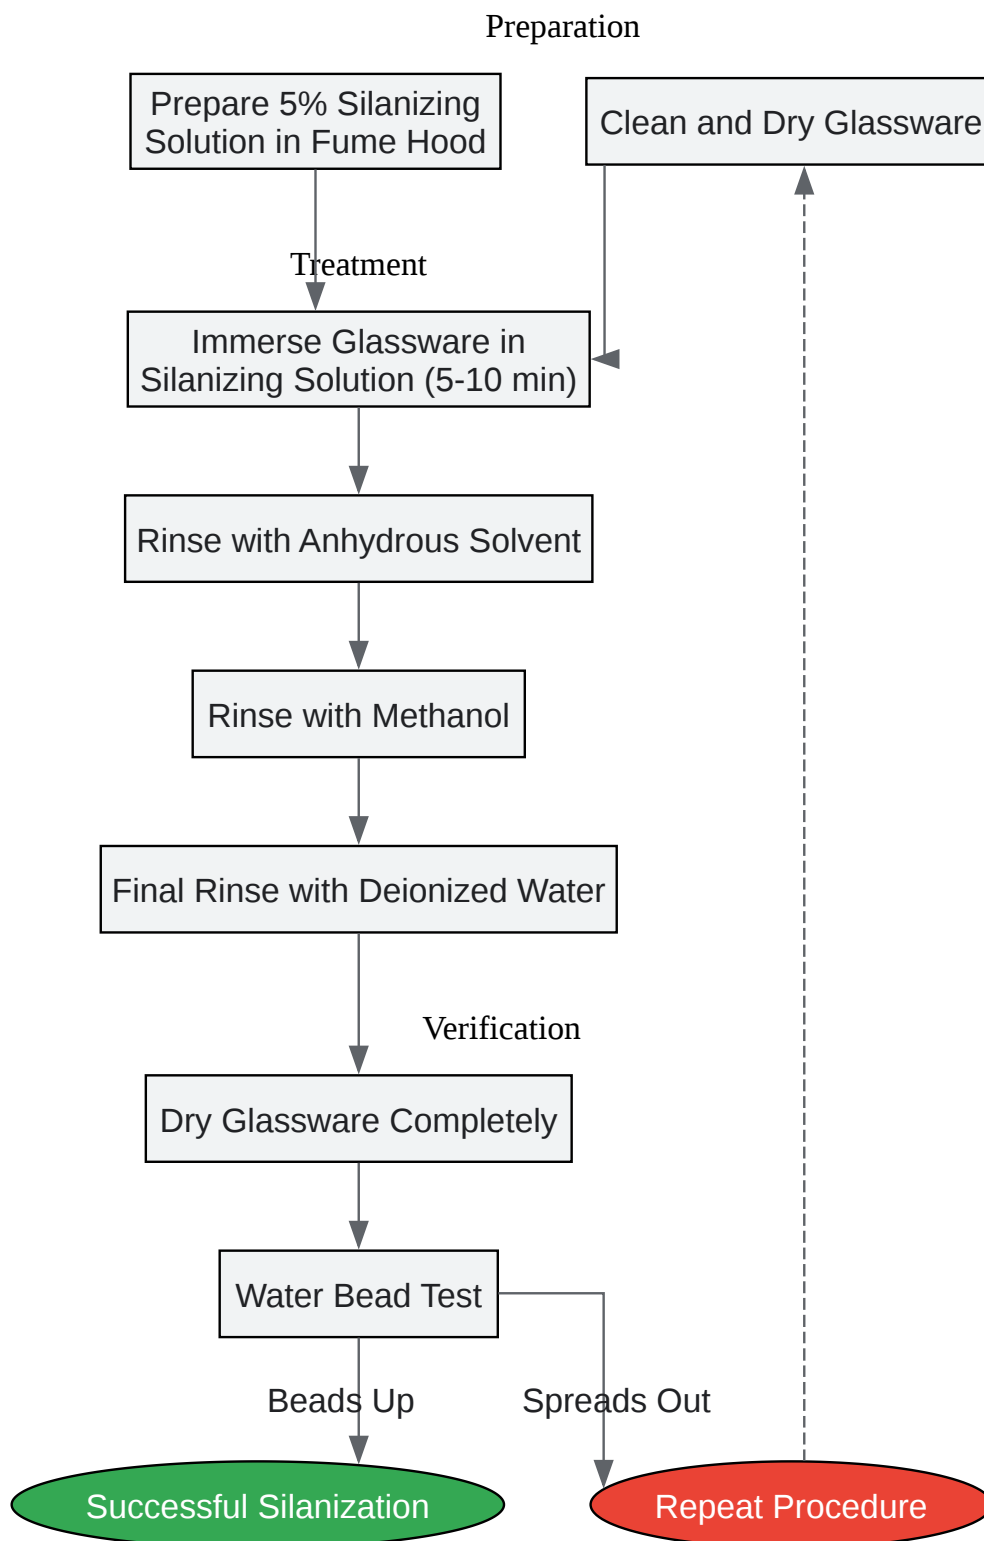 Preparation
Prepare 5% Silanizing
Solution in Fume Hood
Clean and Dry Glassware
Treatment
Immerse Glassware in
Silanizing Solution (5-10 min)
Rinse with Anhydrous Solvent
Rinse with Methanol
Final Rinse with Deionized Water
Verification
Dry Glassware Completely
Water Bead Test
Beads Up
Spreads Out
Successful Silanization
Repeat Procedure